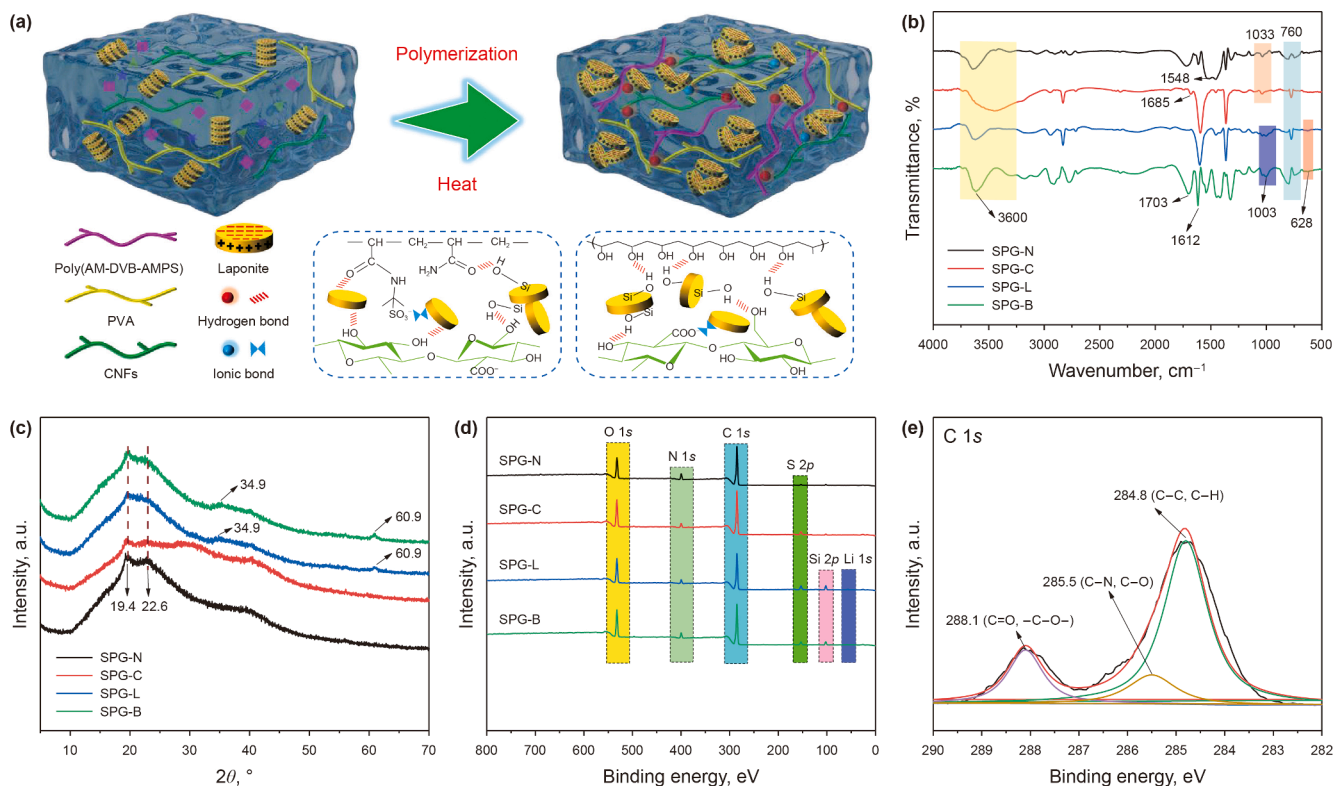 (a)
Polymerization
Heat
Poly(AM-DVB-AMPS)
Laponite
PVA
Hydrogen bond
CNFs
Ionic bond
CH
CH2
CH
CH2
O
NH
H2N
O
H
O
Si
SO3−
Si
O
H
OH
HO
OH
O
O
O
OH
COO−
OH
OH
OH
OH
OH
OH
H
O
Si
Si
O
H
H
O
Si
H
O
Si
O
H
OH
O
COO
O
OH
O
OH
OH
(b)
Transmittance, %
1033
760
1548
1685
3600
1703
1612
1003
628
SPG-N
SPG-C
SPG-L
SPG-B
4000 3500 3000 2500 2000 1500 1000 500
Wavenumber, cm−1
(c)
Intensity, a.u.
34.9
60.9
34.9
60.9
19.4
22.6
SPG-N
SPG-C
SPG-L
SPG-B
10 20 30 40 50 60 70
2θ, °
(d)
Intensity, a.u.
O 1s
N 1s
C 1s
S 2p
Si 2p
Li 1s
SPG-N
SPG-C
SPG-L
SPG-B
800 700 600 500 400 300 200 100 0
Binding energy, eV
(e)
C 1s
Intensity, a.u.
284.8 (C−C, C−H)
285.5 (C−N, C−O)
288.1 (C=O, −C−O−)
290 289 288 287 286 285 284 283 282
Binding energy, eV